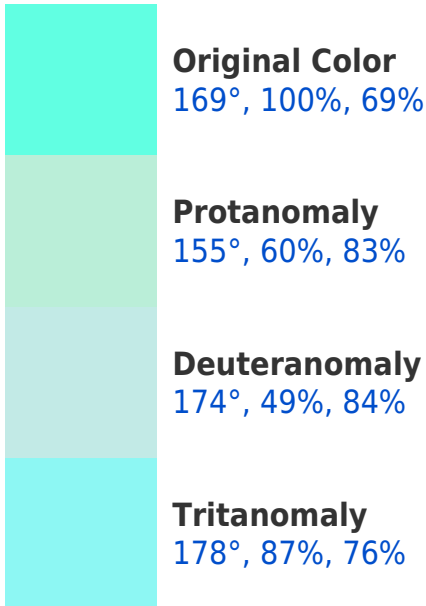 Original Color
169°, 100%, 69%
Protanomaly
155°, 60%, 83%
Deuteranomaly
174°, 49%, 84%
Tritanomaly
178°, 87%, 76%